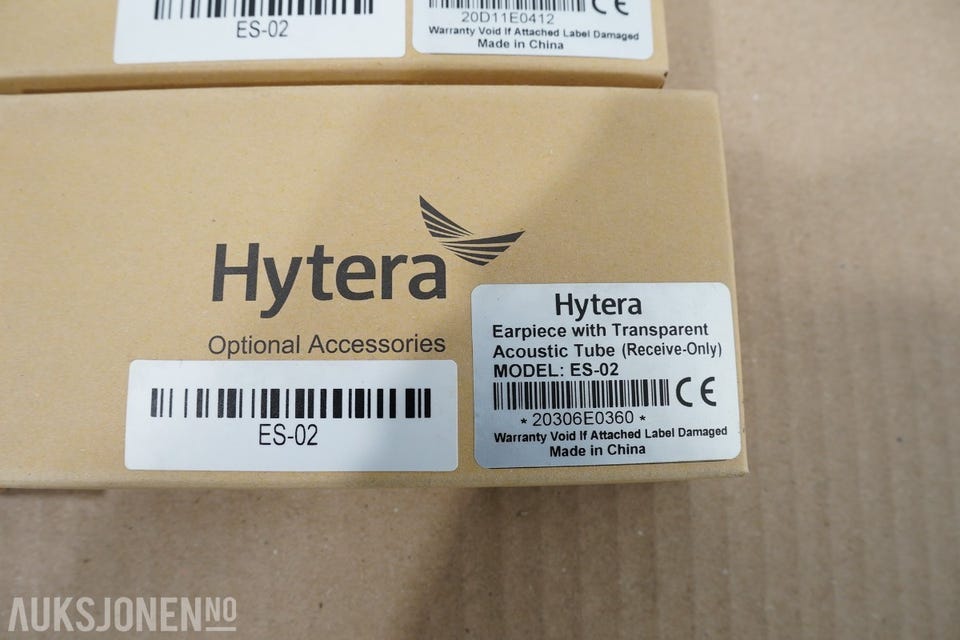 ES-02
20D11E0412
CE
Warranty Void If Attached Label Damaged
Made in China
Hytera
Optional Accessories
ES-02
Hytera
Earpiece with Transparent
Acoustic Tube (Receive-Only)
MODEL: ES-02
CE
* 20306E0360 *
Warranty Void If Attached Label Damaged
Made in China
AUKSJONEN NO